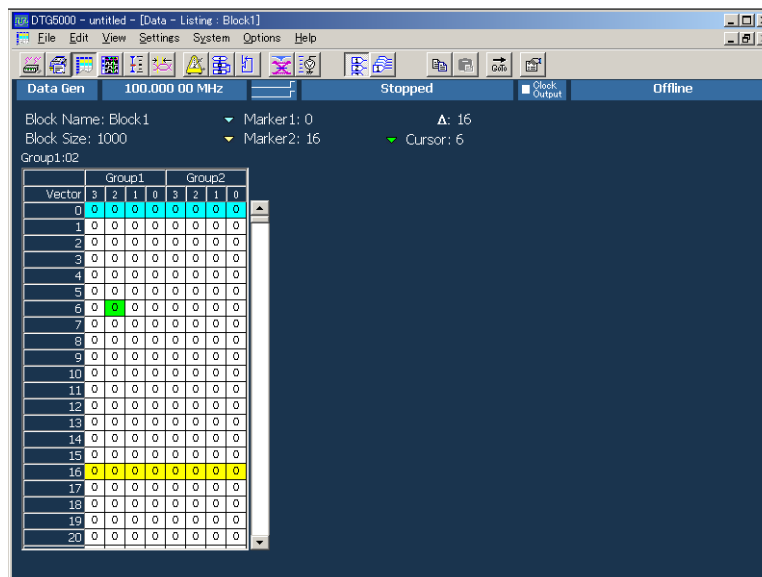 DTG5000 - untitled - [Data - Listing : Block1]
File Edit View Settings System Options Help
GoTo
Data Gen 100.000 00 MHz Stopped Clock Output Offline
Block Name: Block1 Marker1: 0 Δ: 16
Block Size: 1000 Marker2: 16 Cursor: 6
Group1:02
Group1 Group2
Vector 3 2 1 0 3 2 1 0
0 0 0 0 0 0 0 0 0
1 0 0 0 0 0 0 0 0
2 0 0 0 0 0 0 0 0
3 0 0 0 0 0 0 0 0
4 0 0 0 0 0 0 0 0
5 0 0 0 0 0 0 0 0
6 0 0 0 0 0 0 0 0
7 0 0 0 0 0 0 0 0
8 0 0 0 0 0 0 0 0
9 0 0 0 0 0 0 0 0
10 0 0 0 0 0 0 0 0
11 0 0 0 0 0 0 0 0
12 0 0 0 0 0 0 0 0
13 0 0 0 0 0 0 0 0
14 0 0 0 0 0 0 0 0
15 0 0 0 0 0 0 0 0
16 0 0 0 0 0 0 0 0
17 0 0 0 0 0 0 0 0
18 0 0 0 0 0 0 0 0
19 0 0 0 0 0 0 0 0
20 0 0 0 0 0 0 0 0